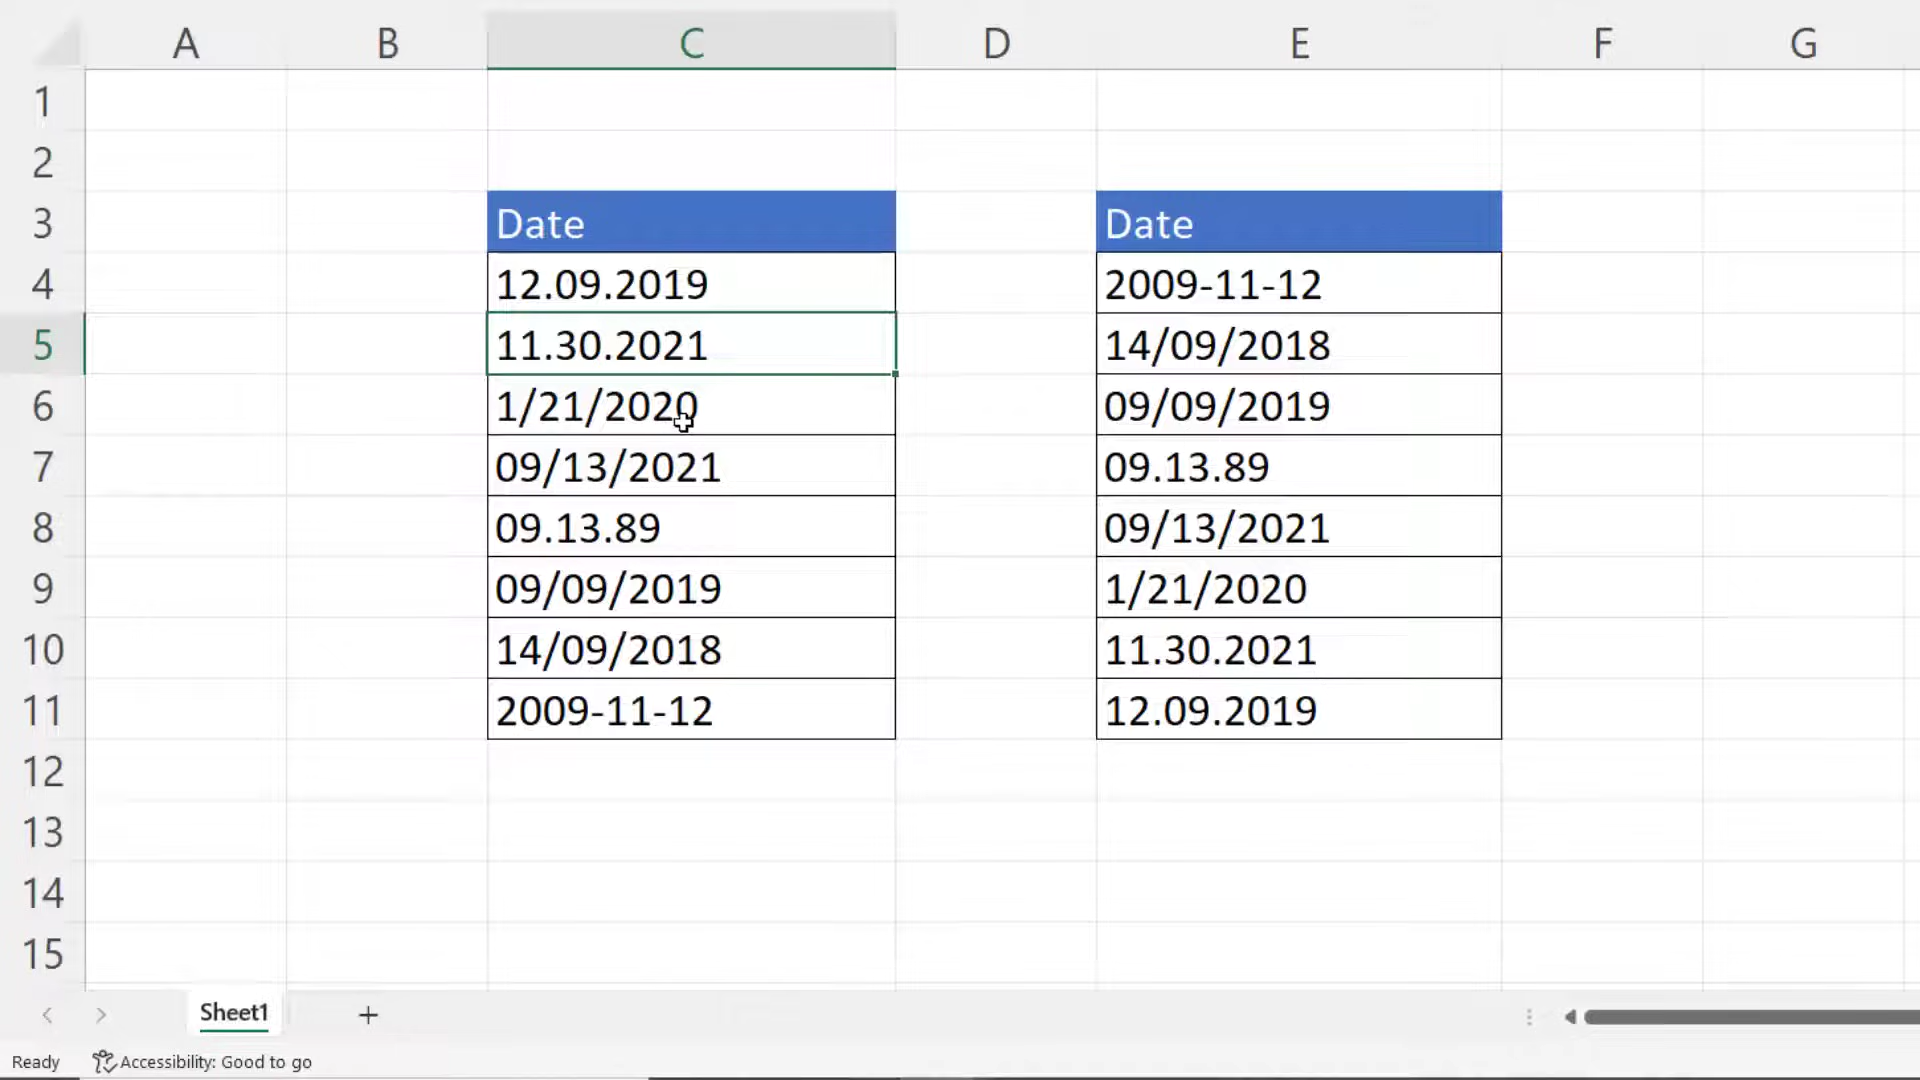 A B C D E F G
1
2
3 Date Date
4 12.09.2019 2009-11-12
5 11.30.2021 14/09/2018
6 1/21/2020 09/09/2019
7 09/13/2021 09.13.89
8 09.13.89 09/13/2021
9 09/09/2019 1/21/2020
10 14/09/2018 11.30.2021
11 2009-11-12 12.09.2019
12
13
14
15
Sheet1 +
Ready Accessibility: Good to go